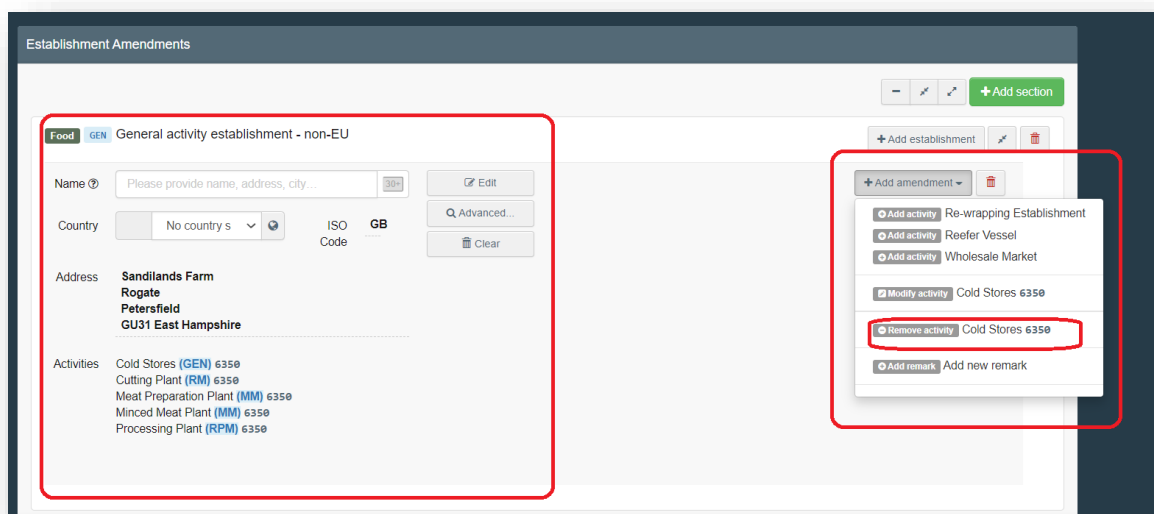 Establishment Amendments
+ Add section
Food GEN General activity establishment - non-EU
+ Add establishment
Name Please provide name, address, city... 30+
Edit
Country No country s ISO Code GB
Advanced...
Clear
Address Sandilands Farm
Rogate
Petersfield
GU31 East Hampshire
Activities Cold Stores (GEN) 6350
Cutting Plant (RM) 6350
Meat Preparation Plant (MM) 6350
Minced Meat Plant (MM) 6350
Processing Plant (RPM) 6350
+ Add amendment
Add activity Re-wrapping Establishment
Add activity Reefer Vessel
Add activity Wholesale Market
Modify activity Cold Stores 6350
Remove activity Cold Stores 6350
Add remark Add new remark